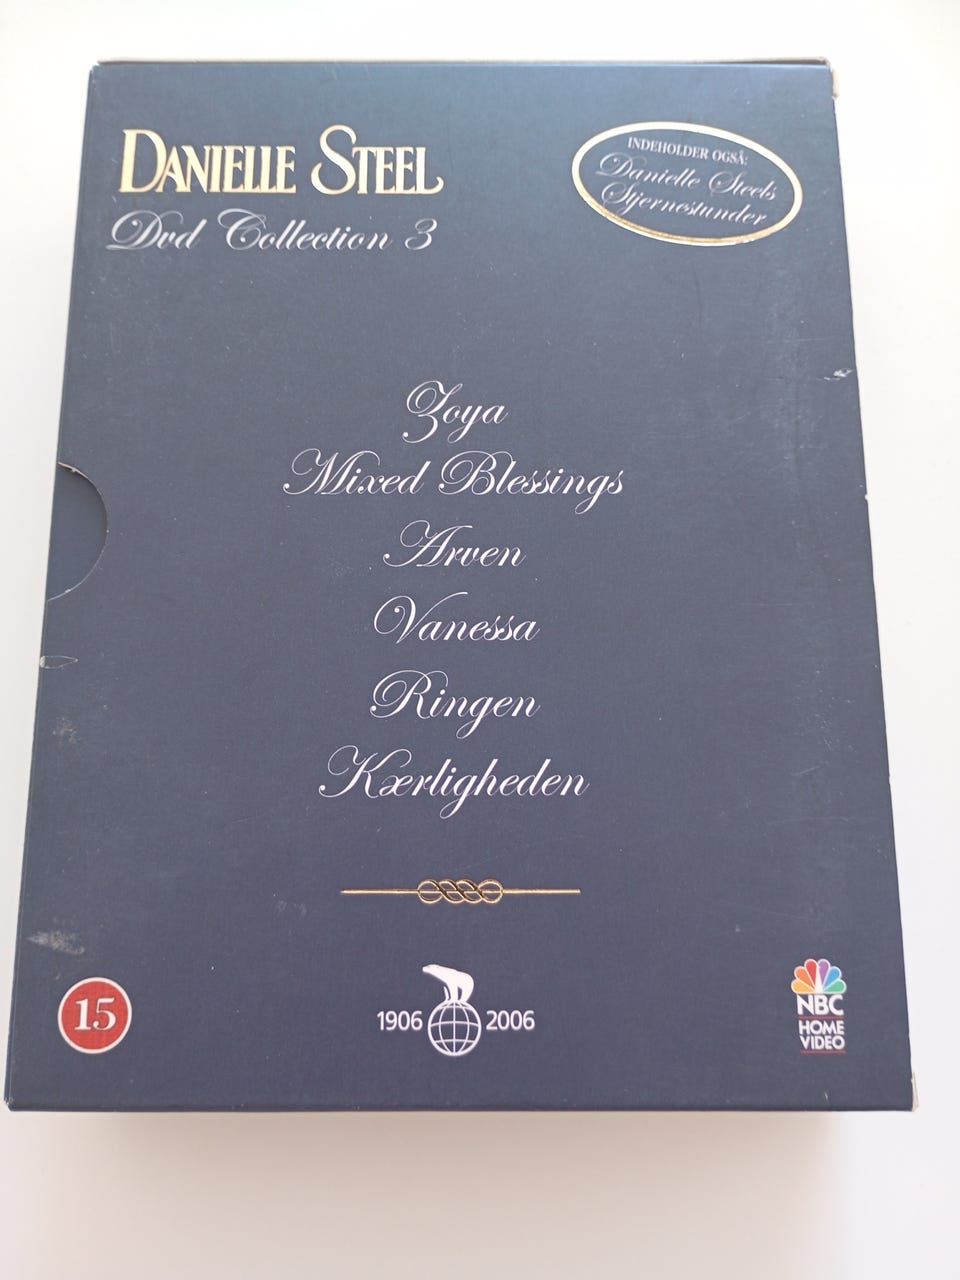 DANIELLE STEEL
Dvd Collection 3
INDEHOLDER OGSÅ:
Danielle Steels
Stjernestunder
Zoya
Mixed Blessings
Arven
Vanessa
Ringen
Kærligheden
15
1906 2006
NBC
HOME
VIDEO